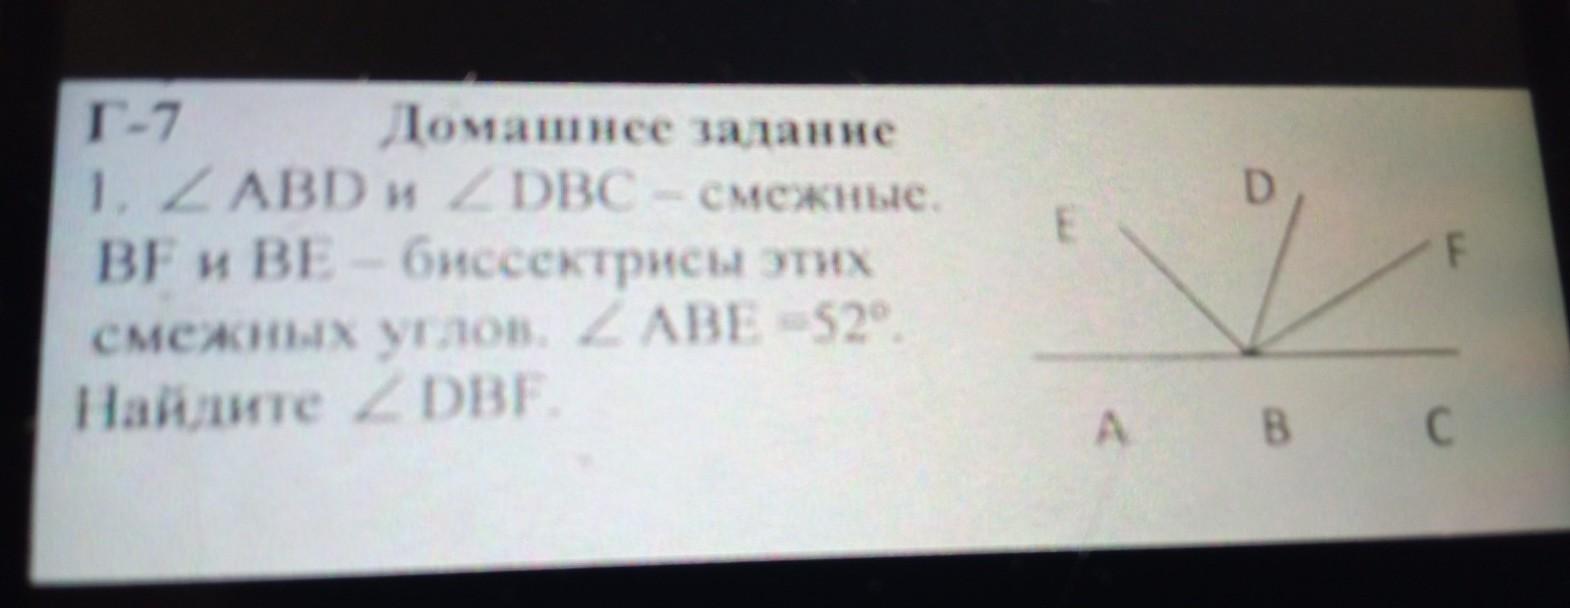 Г-7 Домашнее задание
1. ∠ABD и ∠DBC – смежные.
BF и BE – биссектрисы этих
смежных углов. ∠ABE =52°.
Найдите ∠DBF.
D
E
F
A B C